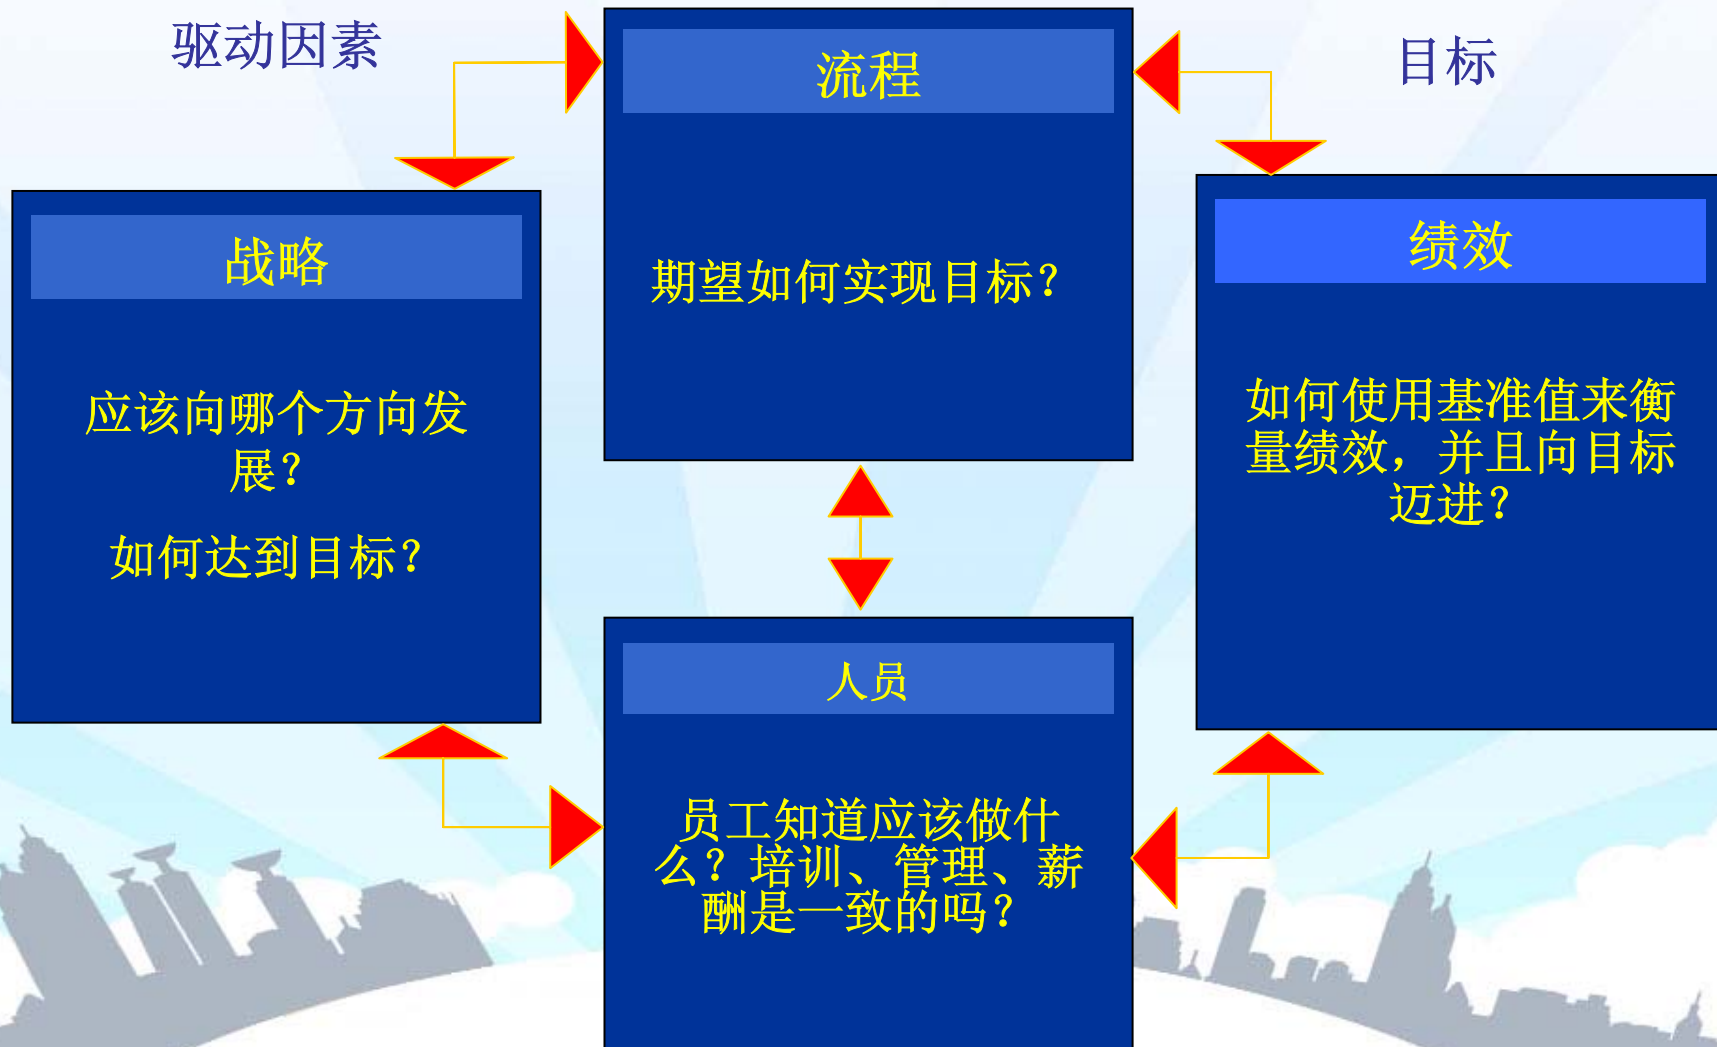 驱动因素
目标
流程
期望如何实现目标？
战略
应该向哪个方向发
展？
如何达到目标？
绩效
如何使用基准值来衡
量绩效，并且向目标
迈进？
人员
员工知道应该做什
么？培训、管理、薪
酬是一致的吗？